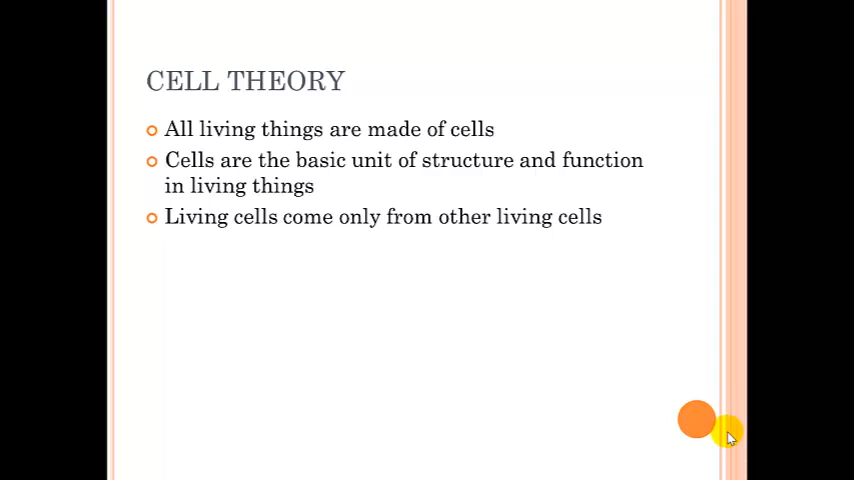 CELL THEORY
All living things are made of cells
Cells are the basic unit of structure and function
in living things
Living cells come only from other living cells